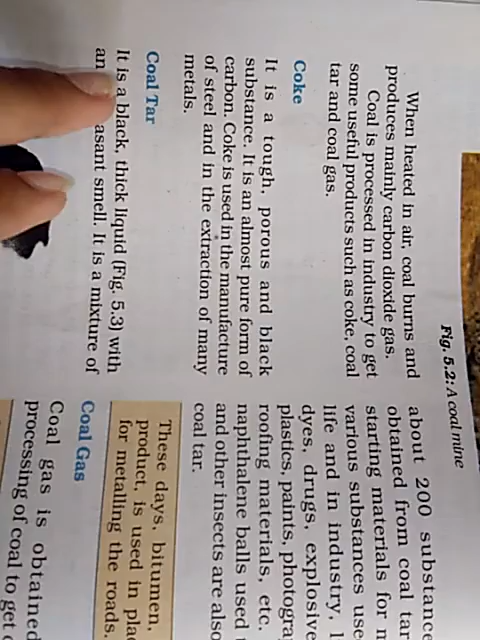 Fig. 5.2: A coal mine
When heated in air, coal burns and
produces mainly carbon dioxide gas.
Coal is processed in industry to get
some useful products such as coke, coal
tar and coal gas.
Coke
It is a tough, porous and black
substance. It is an almost pure form of
carbon. Coke is used in the manufacture
of steel and in the extraction of many
metals.
Coal Tar
It is a black, thick liquid (Fig. 5.3) with
an asant smell. It is a mixture of
about 200 substanc
obtained from coal ta
starting materials for m
various substances use
life and in industry, l
dyes, drugs, explosive
plastics, paints, photogra
roofing materials, etc.
naphthalene balls used
and other insects are also
coal tar.
These days, bitumen,
product, is used in plac
for metalling the roads.
Coal Gas
Coal gas is obtained
processing of coal to get